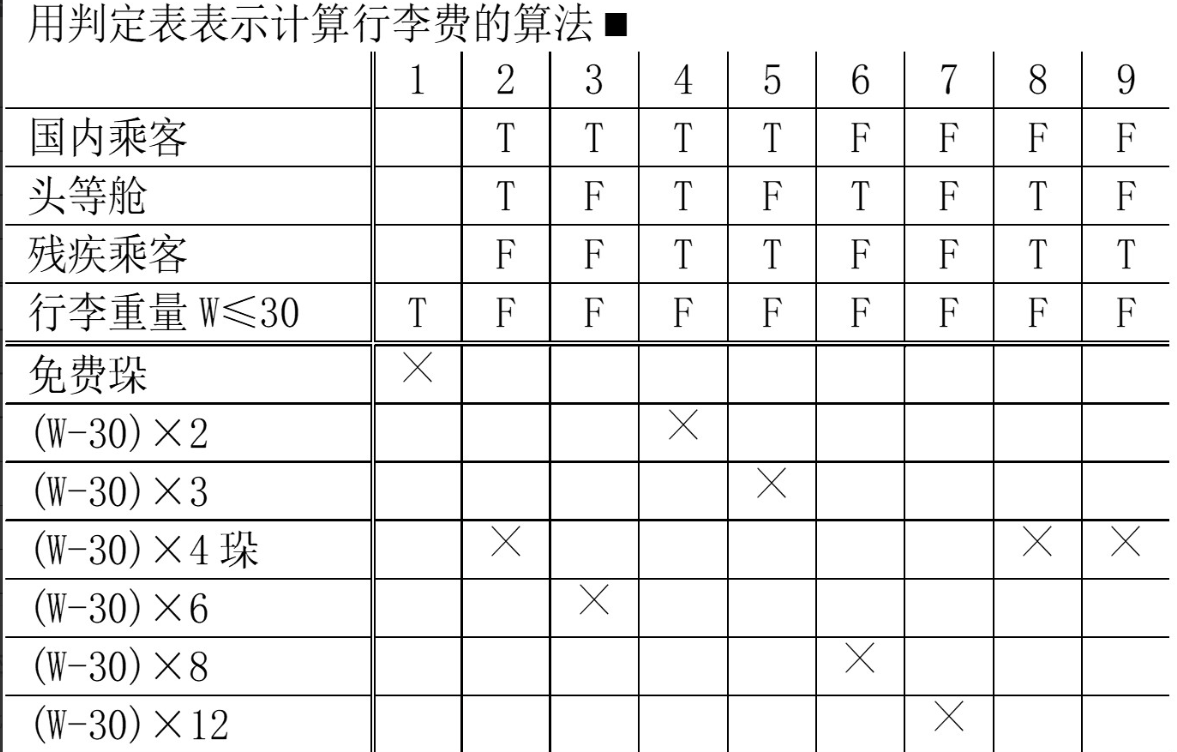 用判定表表示计算行李费的算法■
1 2 3 4 5 6 7 8 9
国内乘客 T T T T F F F F
头等舱 T F T F T F T F
残疾乘客 F F T T F F T T
行李重量 W≤30 T F F F F F F F F
免费垛 ×
(W-30)×2 ×
(W-30)×3 ×
(W-30)×4垛 × × ×
(W-30)×6 ×
(W-30)×8 ×
(W-30)×12 ×